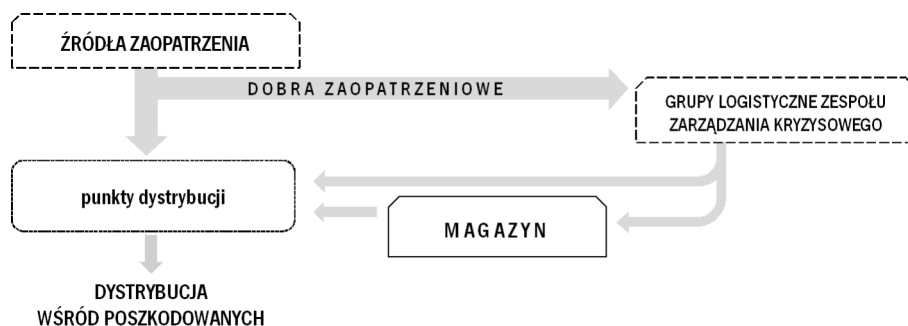 ŹRÓDŁA ZAOPATRZENIA
DOBRA ZAOPATRZENIOWE
GRUPY LOGISTYCZNE ZESPOŁU
ZARZĄDZANIA KRYZYSOWEGO
punkty dystrybucji
MAGAZYN
DYSTRYBUCJA
WŚRÓD POSZKODOWANYCH